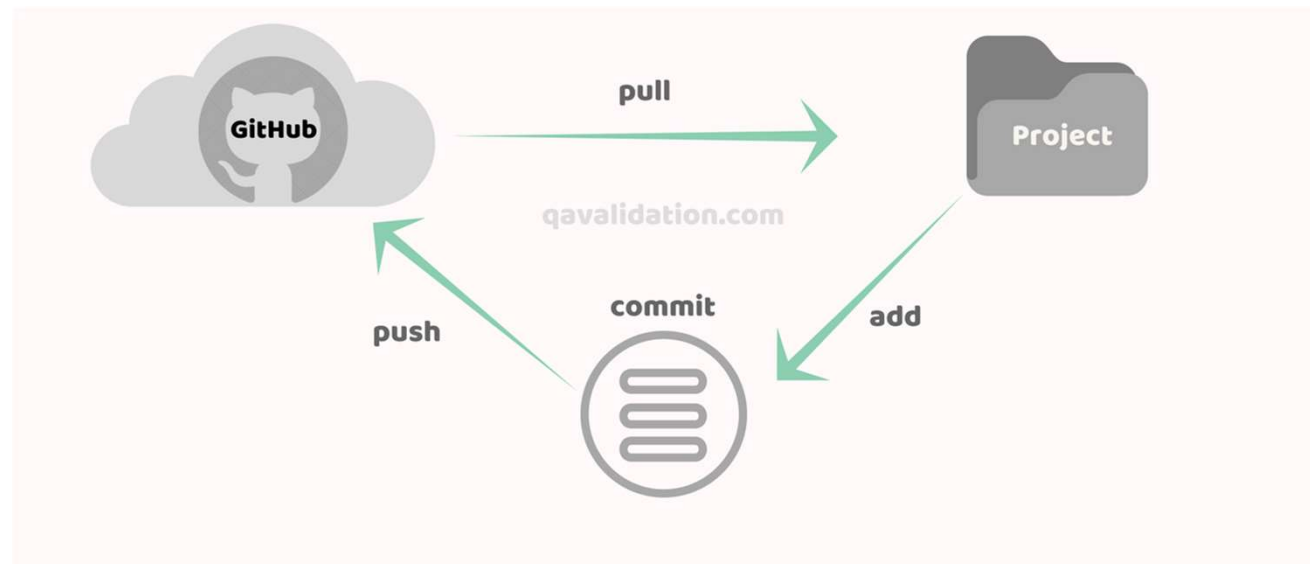 pull
GitHub
Project
qavalidation.com
commit
add
push